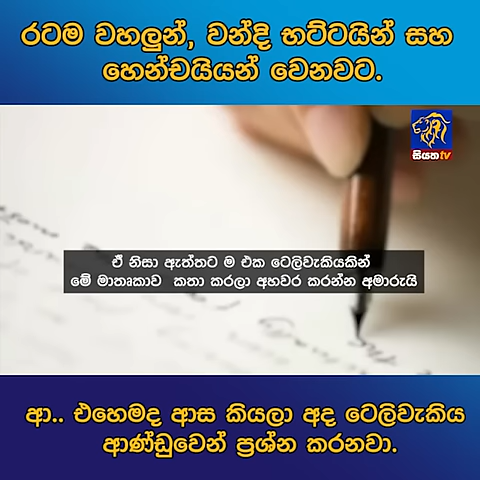 රටම වහලුන්, වන්දි භට්ටයින් සහ
හෙන්චයියන් වෙනවට.
සියත tv
ඒ නිසා ඇත්තට ම එක ටෙලිවැකියකින්
මේ මාතෘකාව කතා කරලා අහවර කරන්න අමාරුයි
ආ.. එහෙමද ආස කියලා අද ටෙලිවැකිය
ආණ්ඩුවෙන් ප්‍රශ්න කරනවා.